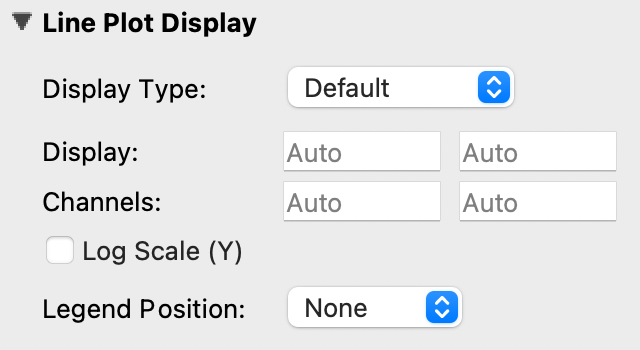 Line Plot Display
Display Type: Default
Display: Auto Auto
Channels: Auto Auto
Log Scale (Y)
Legend Position: None